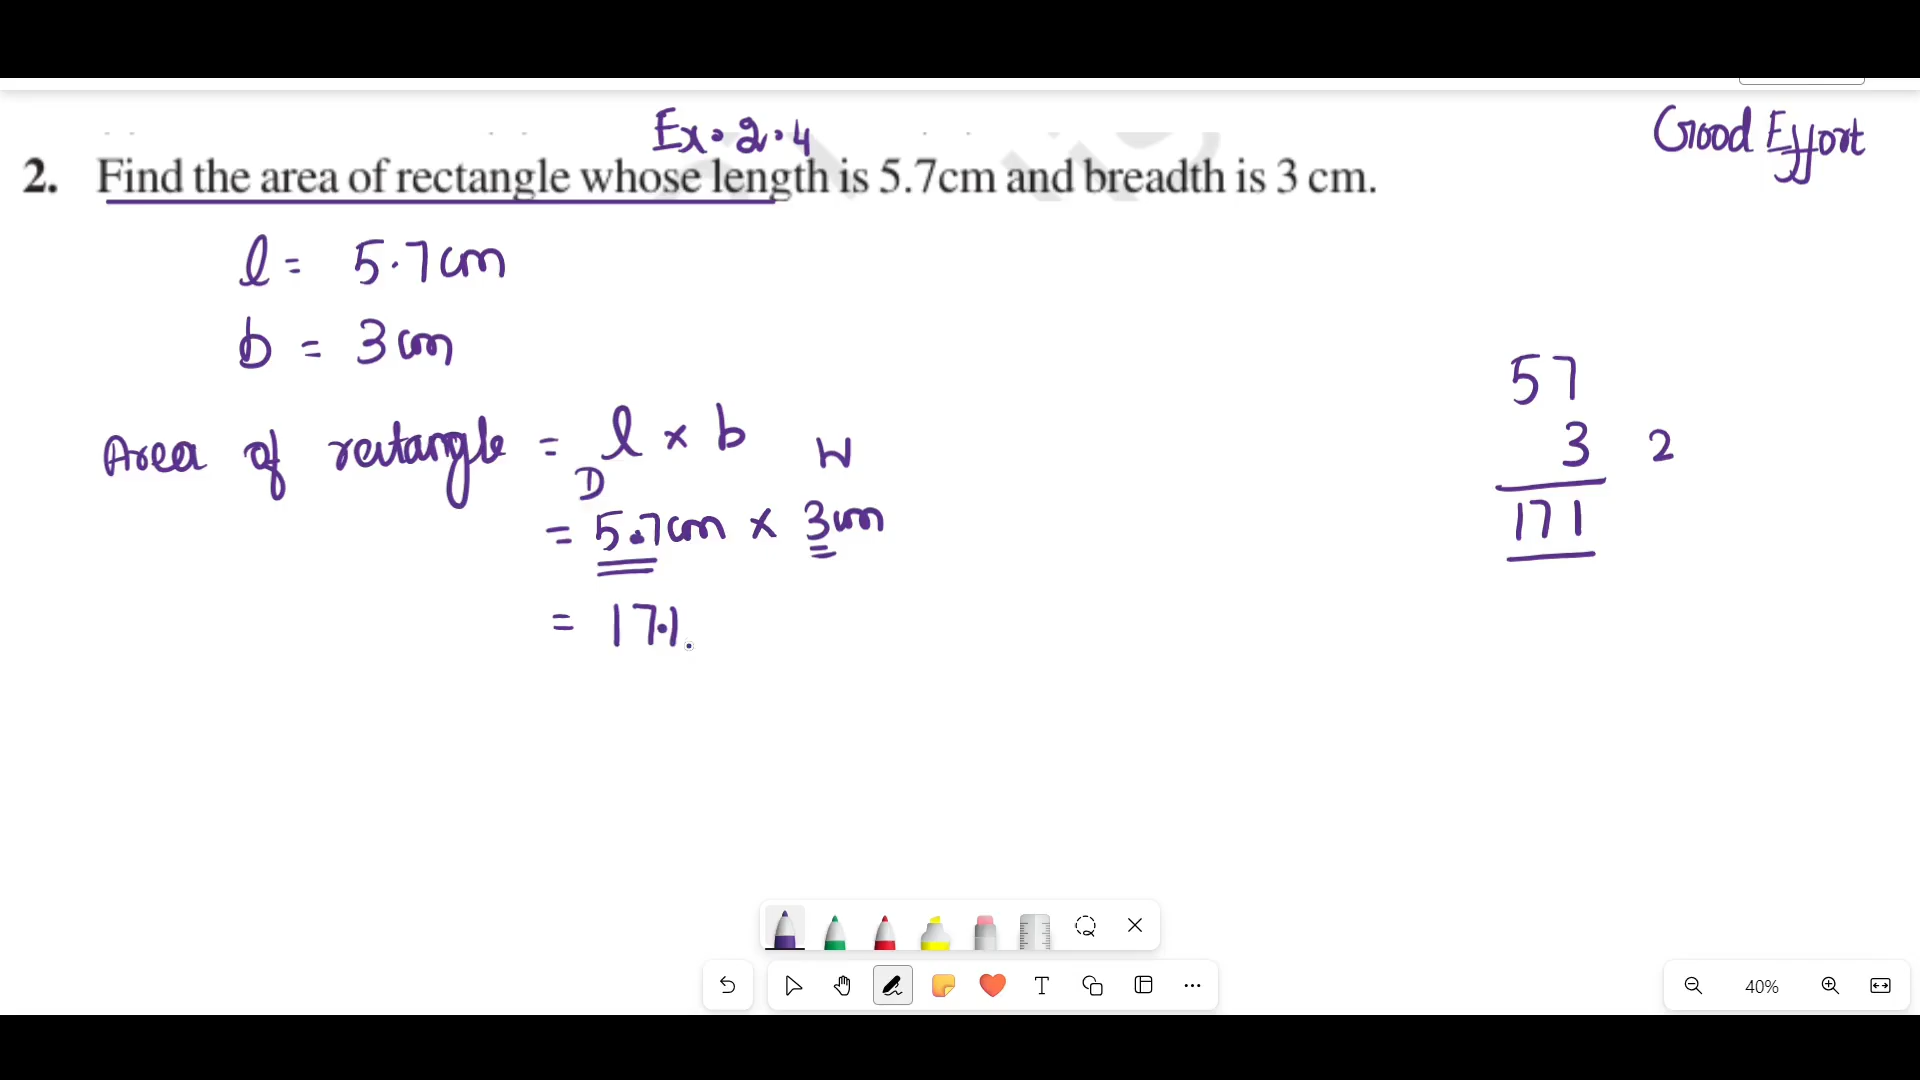 Ex. 2.4
Good Effort
2. Find the area of rectangle whose length is 5.7cm and breadth is 3 cm.
l = 5.7cm
b = 3cm
57
3 2
171
Area of rectangle = l × b
D W
= 5.7cm × 3cm
= 17.1
40%